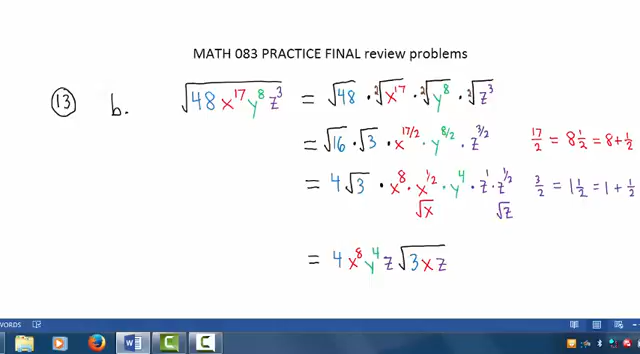 MATH 083 PRACTICE FINAL review problems
13 b. √(48x¹⁷y⁸z³) = √48 · ²√x¹⁷ · ²√y⁸ · ²√z³
= √16 · √3 · x^(17/2) · y^(8/2) · z^(3/2) 17/2 = 8 1/2 = 8 + 1/2
= 4√3 · x⁸ · x^(1/2) · y⁴ · z¹ · z^(1/2) 3/2 = 1 1/2 = 1 + 1/2
√x √z
= 4x⁸y⁴z√(3xz)
WORDS